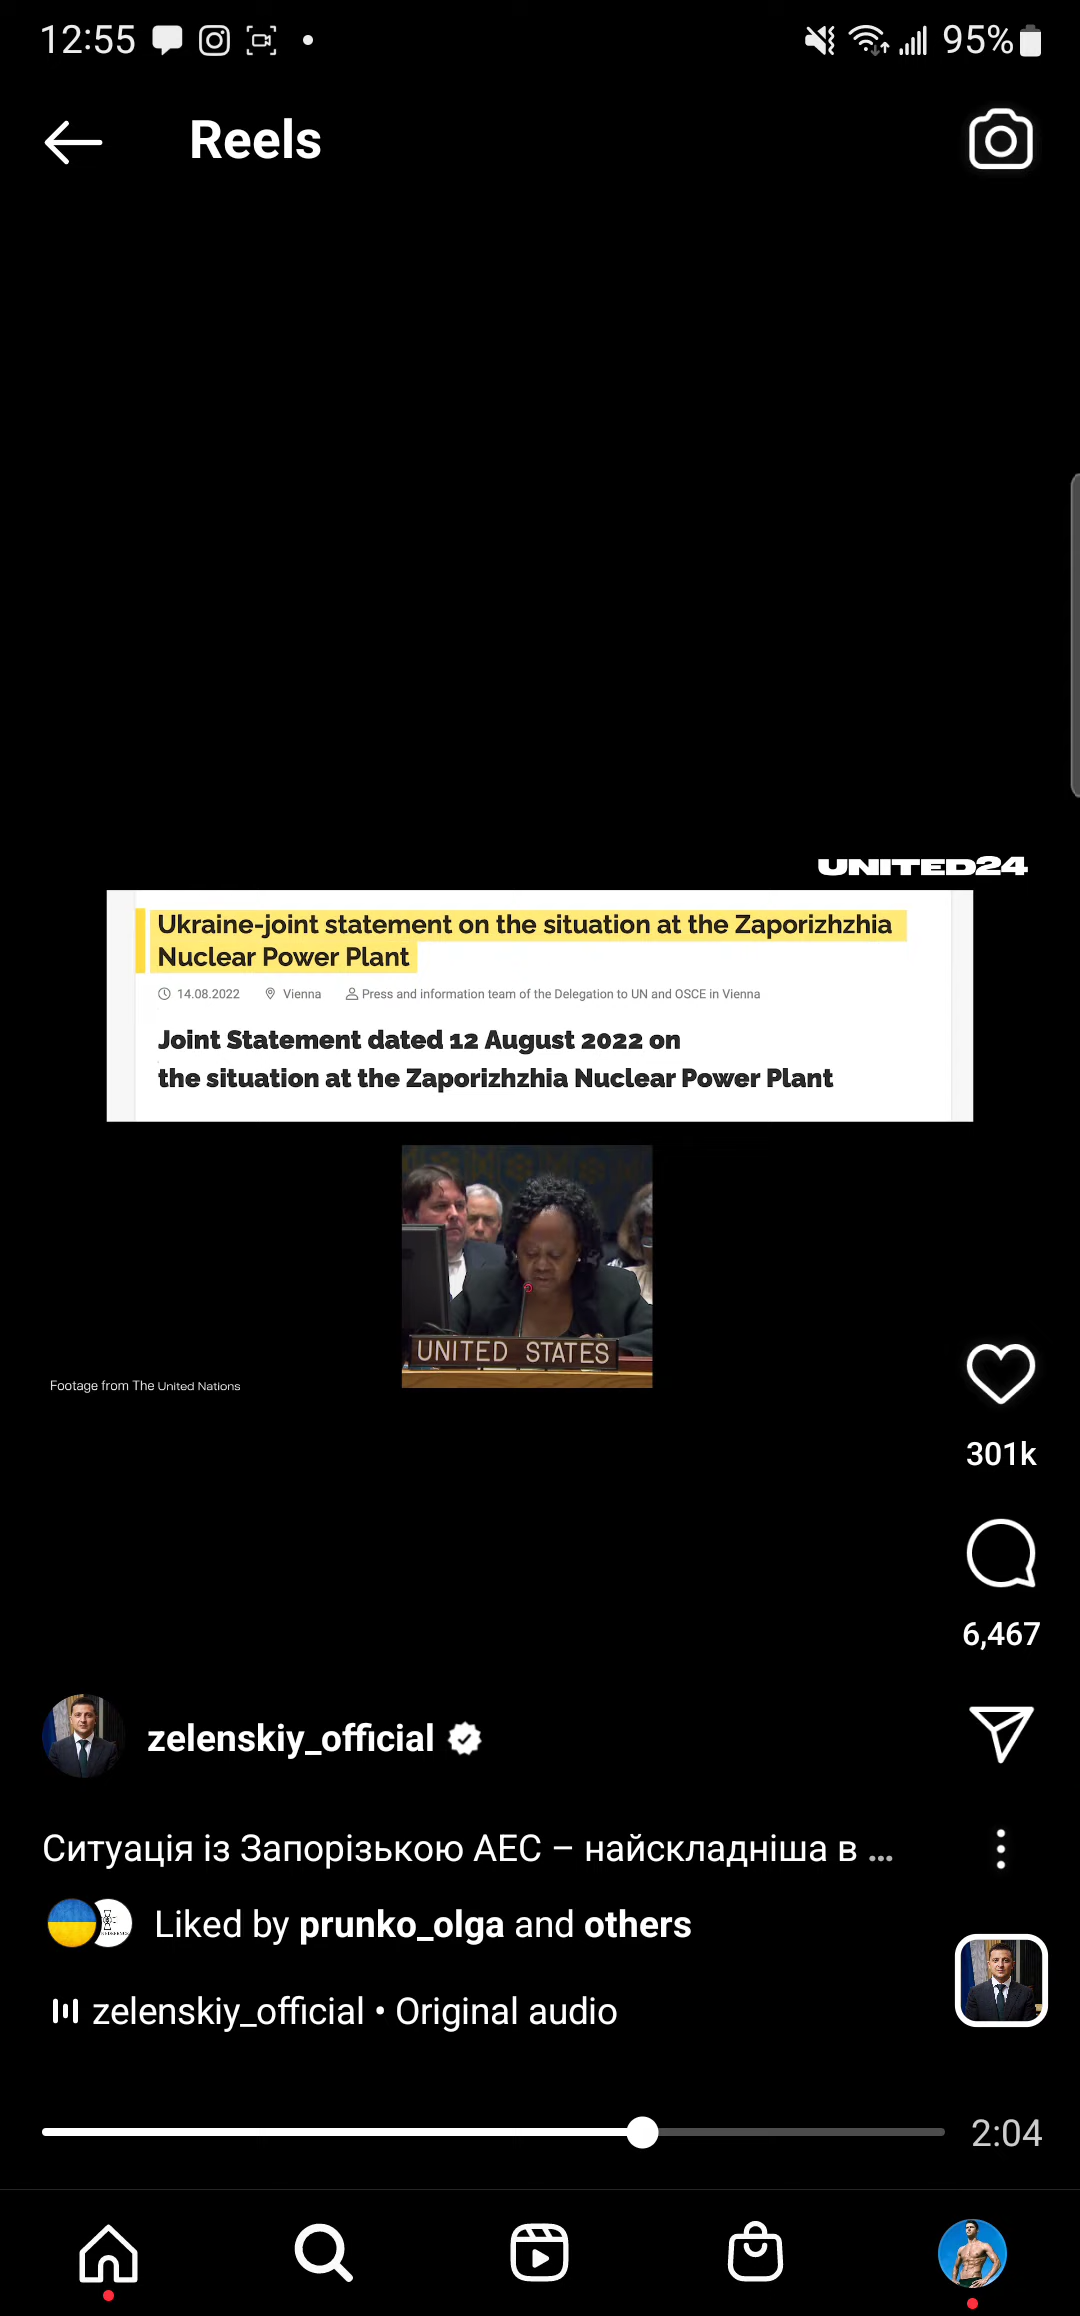 12:55
95%
Reels
UNITED24
Ukraine-joint statement on the situation at the Zaporizhzhia
Nuclear Power Plant
14.08.2022 Vienna Press and information team of the Delegation to UN and OSCE in Vienna
Joint Statement dated 12 August 2022 on
the situation at the Zaporizhzhia Nuclear Power Plant
UNITED STATES
Footage from The United Nations
301k
6,467
zelenskiy_official
Ситуація із Запорізькою АЕС – найскладніша в ...
Liked by prunko_olga and others
zelenskiy_official • Original audio
2:04